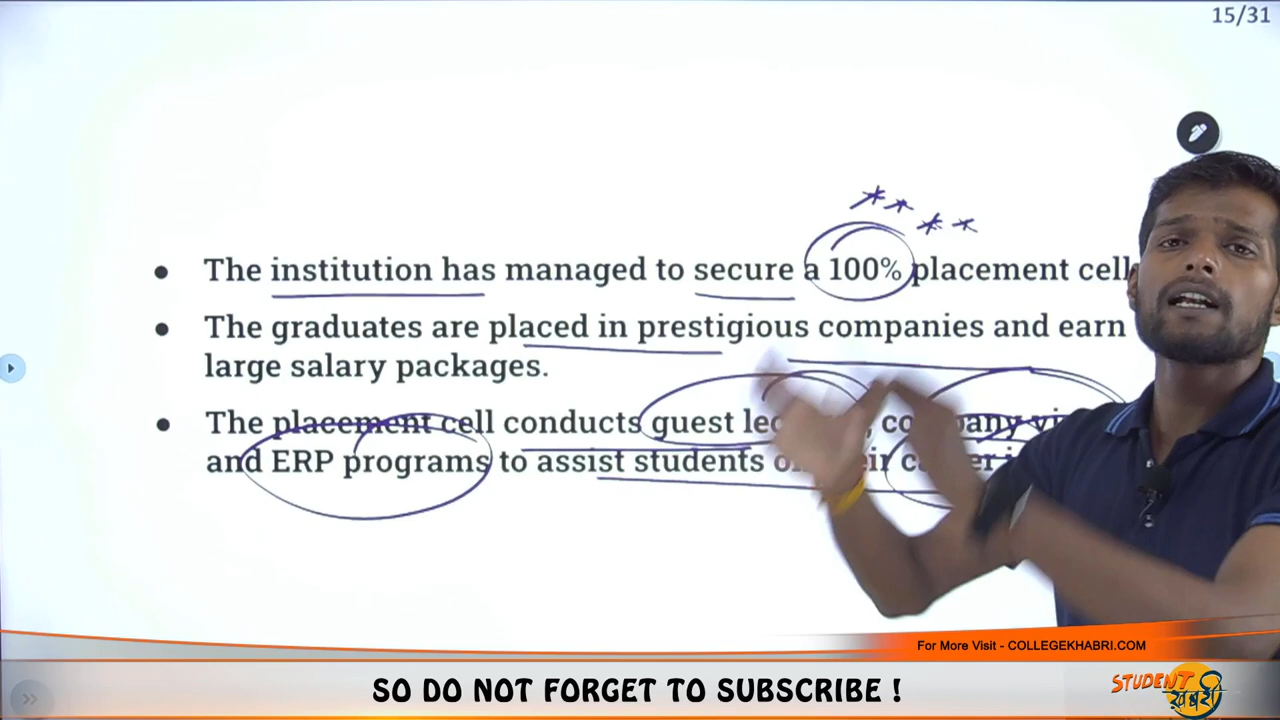 15/31
The institution has managed to secure a 100% placement cell
The graduates are placed in prestigious companies and earn
large salary packages.
The placement cell conducts guest
and ERP programs to assist students
For More Visit - COLLEGEKHABRI.COM
SO DO NOT FORGET TO SUBSCRIBE !
STUDENT
खबरी